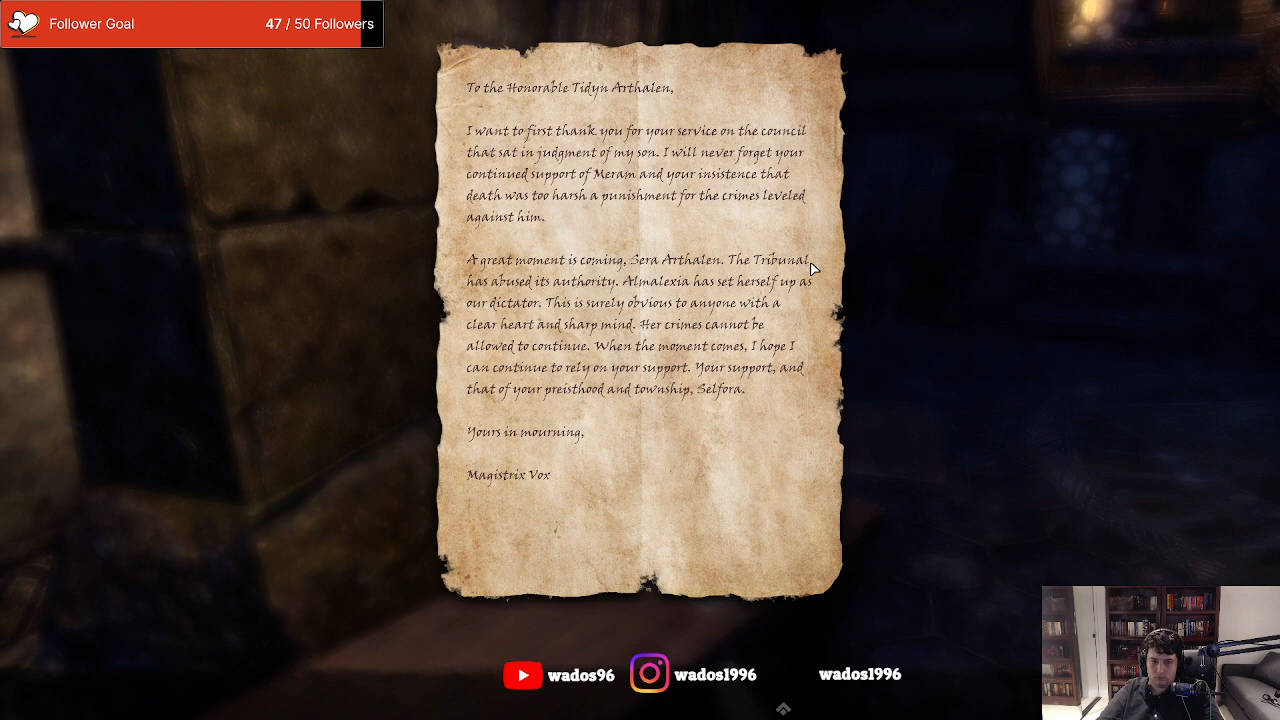 Follower Goal
47 / 50 Followers
To the Honorable Tidyn Arthalen,
I want to first thank you for your service on the council
that sat in judgment of my son. I will never forget your
continued support of Meram and your insistence that
death was too harsh a punishment for the crimes leveled
against him.
A great moment is coming, Sera Arthalen. The Tribunal
has abused its authority. Almalexia has set herself up as
our dictator. This is surely obvious to anyone with a
clear heart and sharp mind. Her crimes cannot be
allowed to continue. When the moment comes, I hope I
can continue to rely on your support. Your support, and
that of your preisthood and township, Selfora.
Yours in mourning,
Magistrix Vox
wados96 wados1996 wados1996